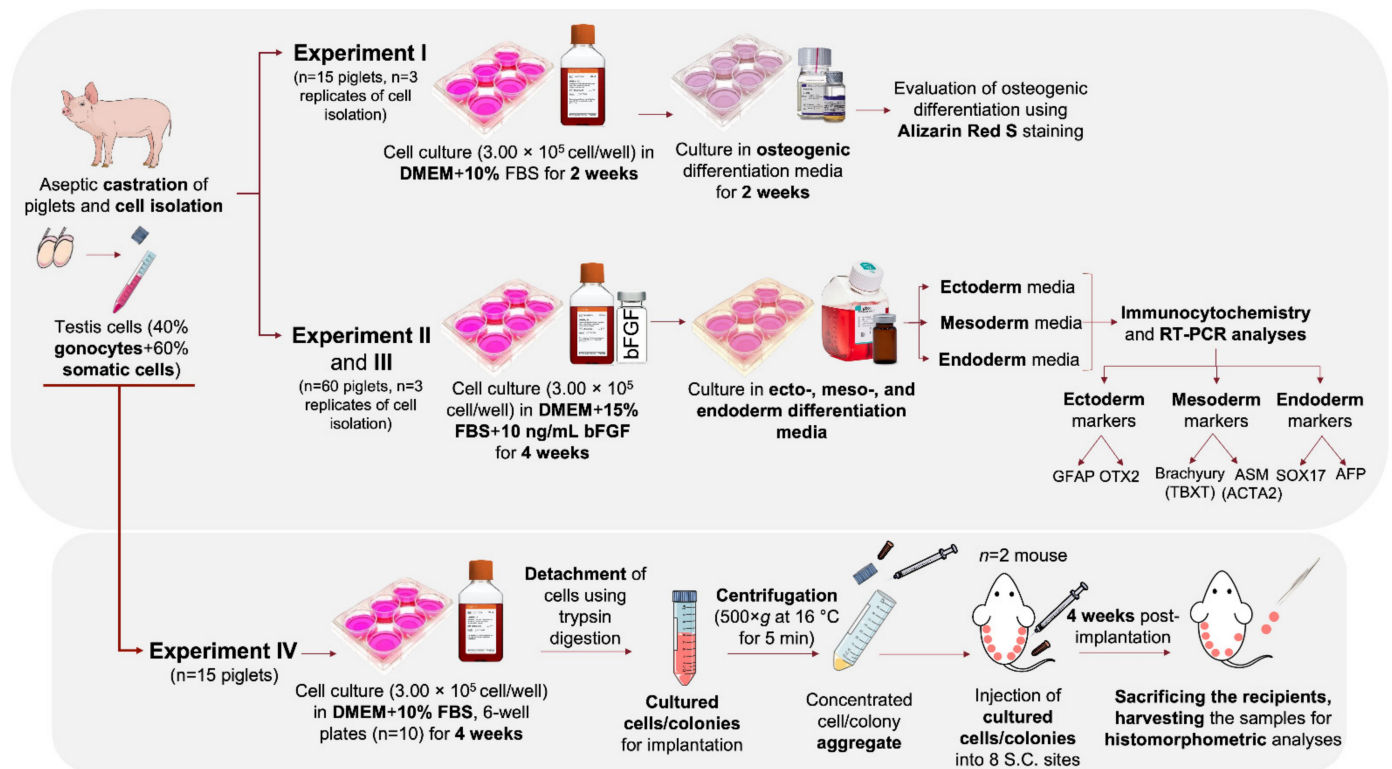 Aseptic castration of
piglets and cell isolation
Testis cells (40%
gonocytes+60%
somatic cells)
Experiment I
(n=15 piglets, n=3
replicates of cell
isolation)
Cell culture (3.00 × 10⁵ cell/well) in
DMEM+10% FBS for 2 weeks
Culture in osteogenic
differentiation media
for 2 weeks
Evaluation of osteogenic
differentiation using
Alizarin Red S staining
Experiment II
and III
(n=60 piglets, n=3
replicates of cell
isolation)
bFGF
Cell culture (3.00 × 10⁵
cell/well) in DMEM+15%
FBS+10 ng/mL bFGF
for 4 weeks
Culture in ecto-, meso-, and
endoderm differentiation
media
Ectoderm media
Mesoderm media
Endoderm media
Immunocytochemistry
and RT-PCR analyses
Ectoderm
markers
Mesoderm
markers
Endoderm
markers
GFAP OTX2
Brachyury
(TBXT)
ASM
(ACTA2)
SOX17
AFP
Experiment IV
(n=15 piglets)
Cell culture (3.00 × 10⁵ cell/well)
in DMEM+10% FBS, 6-well
plates (n=10) for 4 weeks
Detachment of
cells using
trypsin
digestion
Cultured
cells/colonies
for implantation
Centrifugation
(500×g at 16 °C
for 5 min)
Concentrated
cell/colony
aggregate
n=2 mouse
Injection of
cultured
cells/colonies
into 8 S.C. sites
4 weeks post-
implantation
Sacrificing the recipients,
harvesting the samples for
histomorphometric analyses